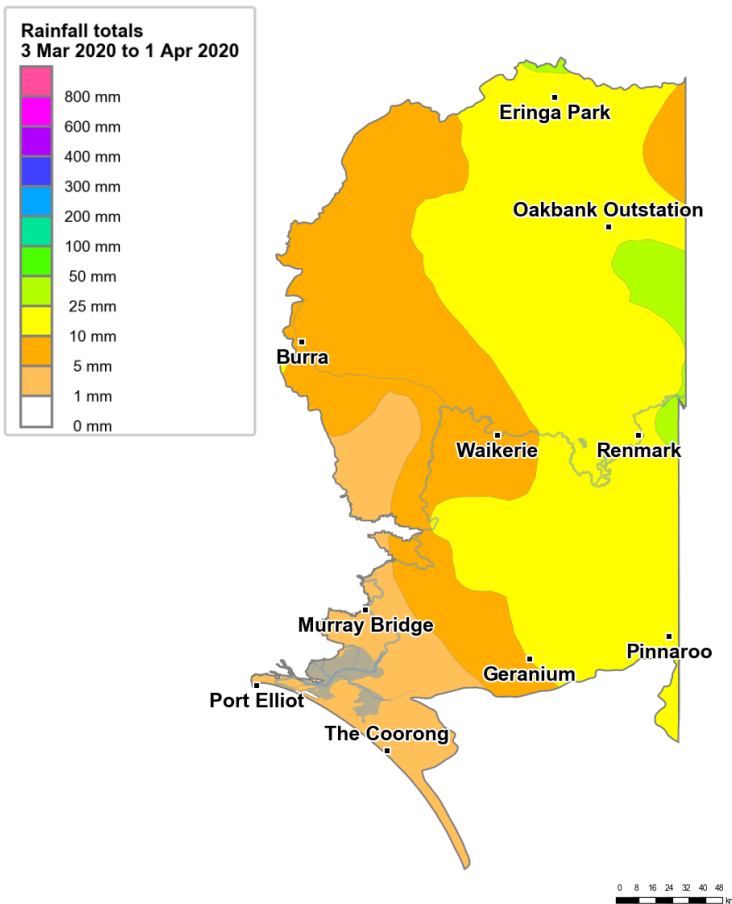 Rainfall totals
3 Mar 2020 to 1 Apr 2020
800 mm
600 mm
400 mm
300 mm
200 mm
100 mm
50 mm
25 mm
10 mm
5 mm
1 mm
0 mm
Eringa Park
Oakbank Outstation
Burra
Waikerie
Renmark
Murray Bridge
Pinnaroo
Geranium
Port Elliot
The Coorong
0 8 16 24 32 40 48